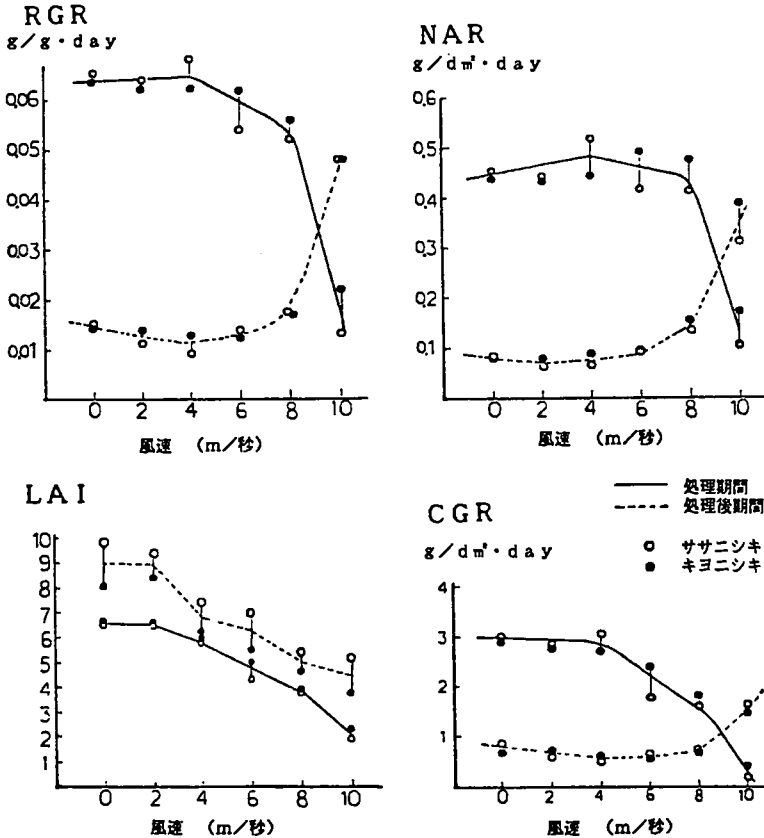 RGR
g/g・day
0.06
0.05
0.04
0.03
0.02
0.01
0 2 4 6 8 10
風速 (m/秒)
NAR
g/dm²・day
0.6
0.5
0.4
0.3
0.2
0.1
0 2 4 6 8 10
風速 (m/秒)
LAI
10
9
8
7
6
5
4
3
2
1
0 2 4 6 8 10
風速 (m/秒)
処理期間
処理後期間
ササニシキ
キヨニシキ
CGR
g/dm²・day
4
3
2
1
0 2 4 6 8 10
風速 (m/秒)